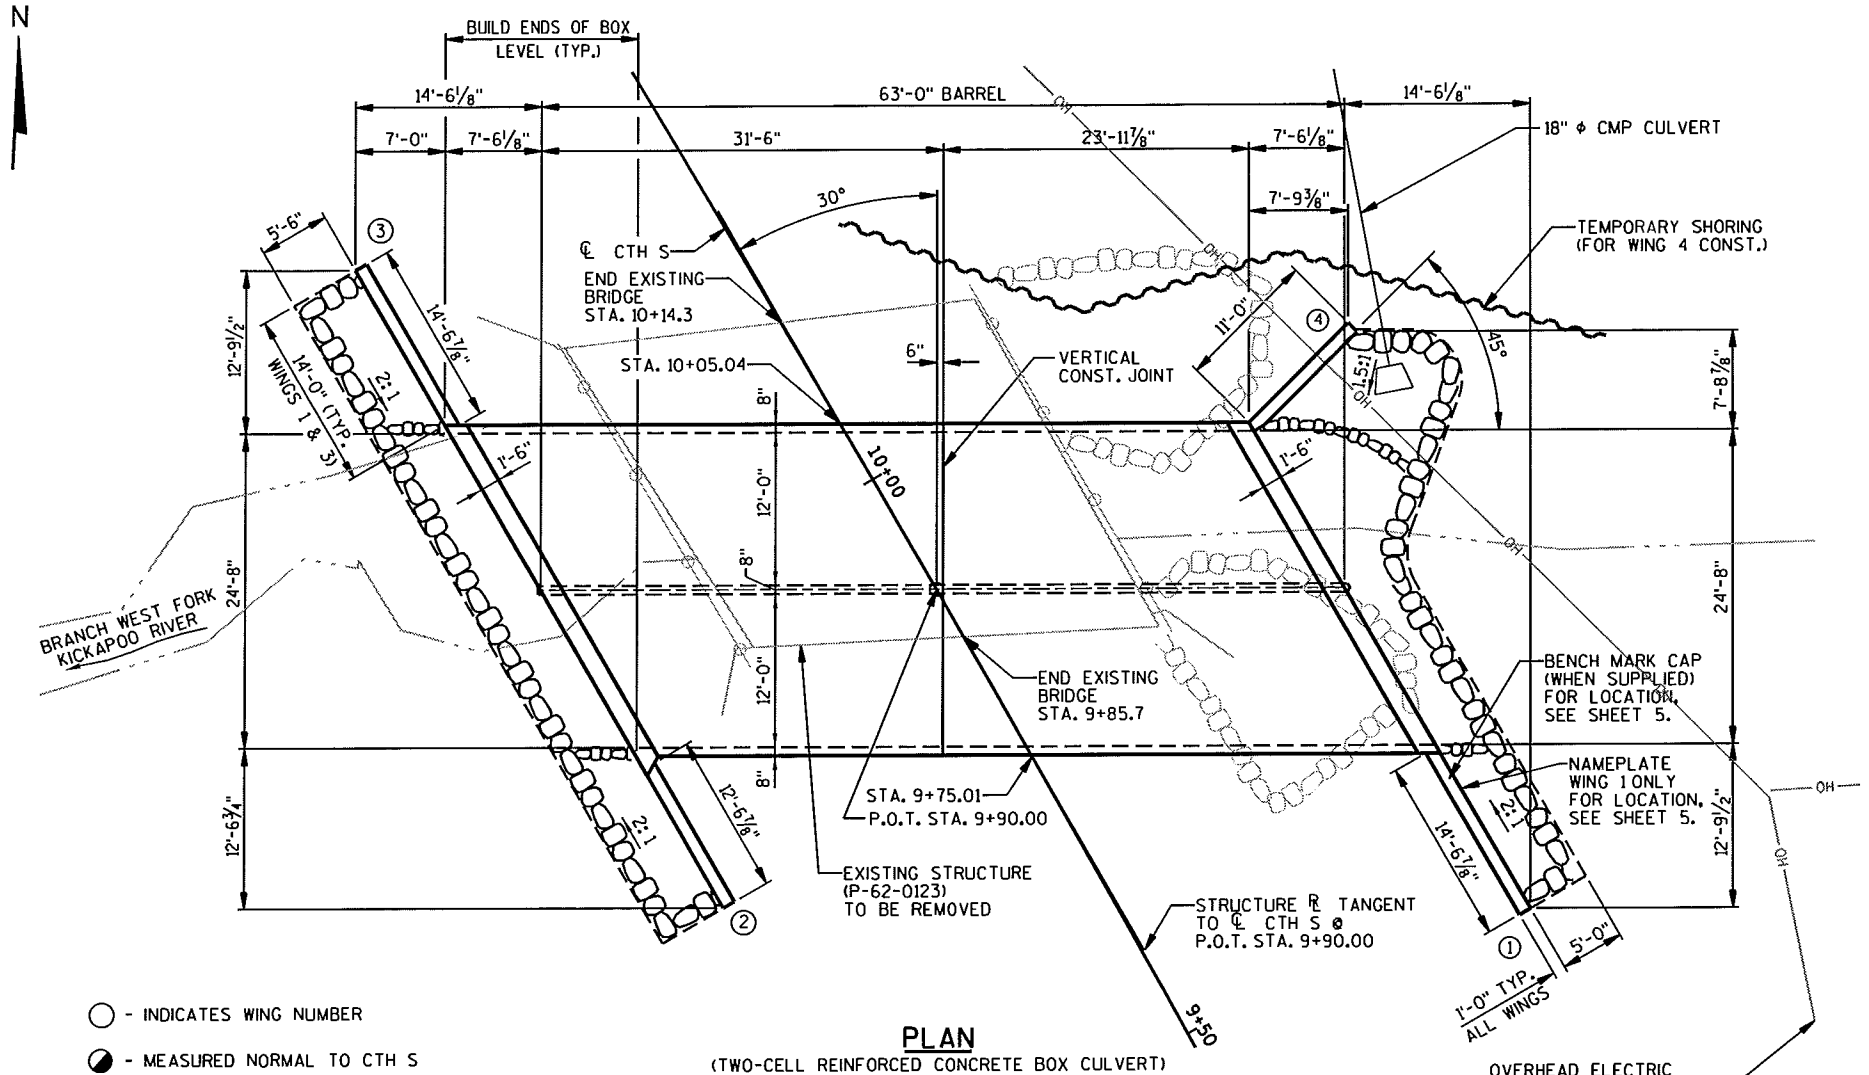 N
BUILD ENDS OF BOX
LEVEL (TYP.)
14'-6⅛"
63'-0" BARREL
14'-6⅛"
7'-0"
7'-6⅛"
31'-6"
23'-11⅞"
7'-6⅛"
18" ϕ CMP CULVERT
OH
30°
7'-9⅜"
5'-6"
③
℄ CTH S
TEMPORARY SHORING
(FOR WING 4 CONST.)
END EXISTING
BRIDGE
STA. 10+14.3
OH
12'-9½"
14'-6⅞"
11'-0"
④
45°
14'-0" (TYP.
WINGS 1 & 3)
2:1
STA. 10+05.04
6"
VERTICAL
CONST. JOINT
1.5:1
OH
7'-8⅞"
8"
1'-6"
10+00
1'-6"
12'-0"
OH
24'-8"
8"
24'-8"
BRANCH WEST FORK
KICKAPOO RIVER
12'-0"
END EXISTING
BRIDGE
STA. 9+85.7
BENCH MARK CAP
(WHEN SUPPLIED)
FOR LOCATION,
SEE SHEET 5.
OH
8"
12'-6¾"
2:1
12'-6⅞"
STA. 9+75.01
P.O.T. STA. 9+90.00
NAMEPLATE
WING 1 ONLY
FOR LOCATION,
SEE SHEET 5.
2:1
12'-9½"
OH
OH
14'-6⅞"
EXISTING STRUCTURE
(P-62-0123)
TO BE REMOVED
②
STRUCTURE ⅊ TANGENT
TO ℄ CTH S @
P.O.T. STA. 9+90.00
①
5'-0"
1'-0" TYP.
ALL WINGS
○ - INDICATES WING NUMBER
- MEASURED NORMAL TO CTH S
9+50
PLAN
(TWO-CELL REINFORCED CONCRETE BOX CULVERT)
OVERHEAD ELECTRIC